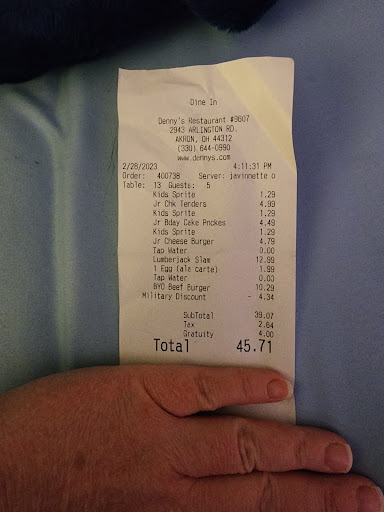 Dine In
Denny's Restaurant #9607
2943 ARLINGTON RD.
AKRON, OH 44312
(330) 644-0990
www.dennys.com
2/28/2023 4:11:31 PM
Order: 400738 Server: javinnette o
Table: 13 Guests: 5
Kids Sprite 1.29
Jr Chk Tenders 4.99
Kids Sprite 1.29
Jr Bday Cake Pnckes 4.49
Kids Sprite 1.29
Jr Cheese Burger 4.79
Tap Water 0.00
Lumberjack Slam 12.99
1 Egg (ala carte) 1.99
Tap Water 0.00
BYO Beef Burger 10.29
Military Discount - 4.34
SubTotal 39.07
Tax 2.64
Gratuity 4.00
Total 45.71